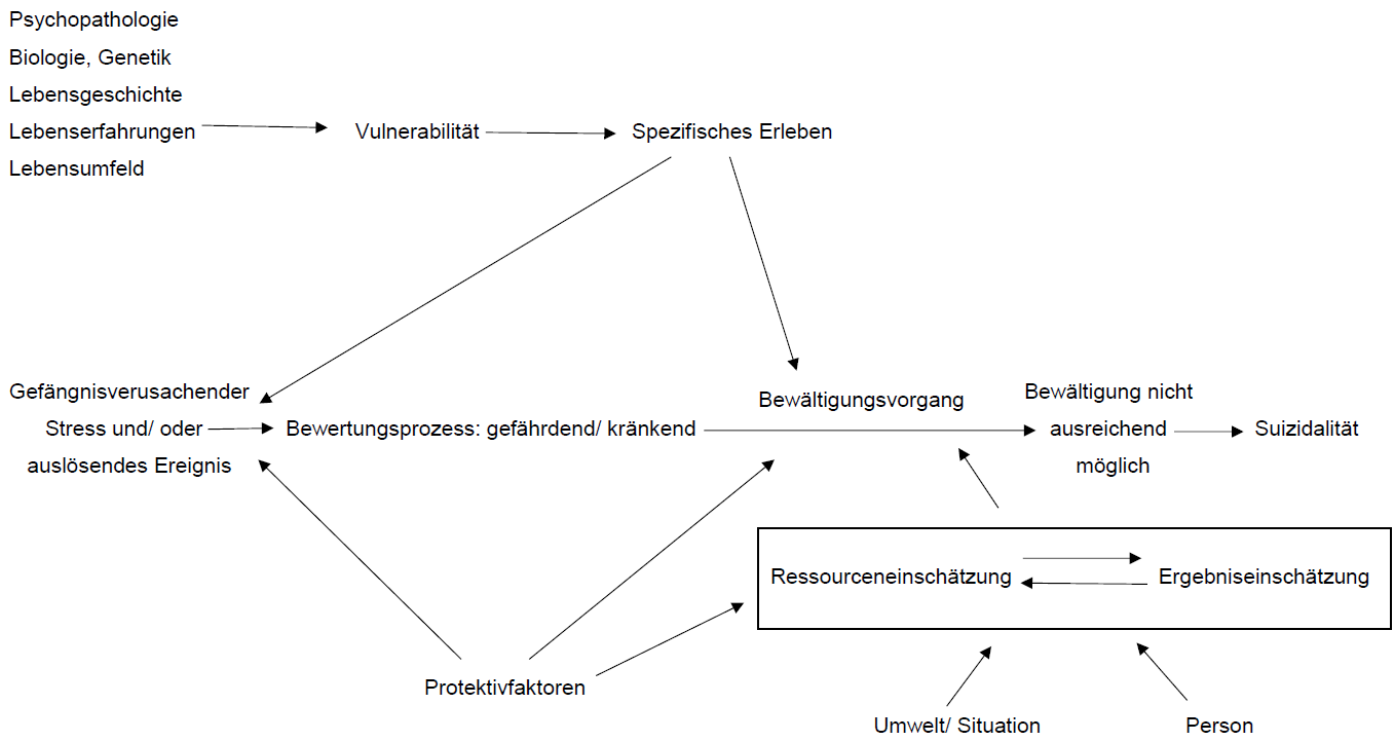 Psychopathologie
Biologie, Genetik
Lebensgeschichte
Lebenserfahrungen
Lebensumfeld
Vulnerabilität
Spezifisches Erleben
Gefängnisverusachender
Stress und/ oder
auslösendes Ereignis
Bewertungsprozess: gefährdend/ kränkend
Bewältigungsvorgang
Bewältigung nicht
ausreichend
möglich
Suizidalität
Ressourceneinschätzung
Ergebniseinschätzung
Protektivfaktoren
Umwelt/ Situation
Person